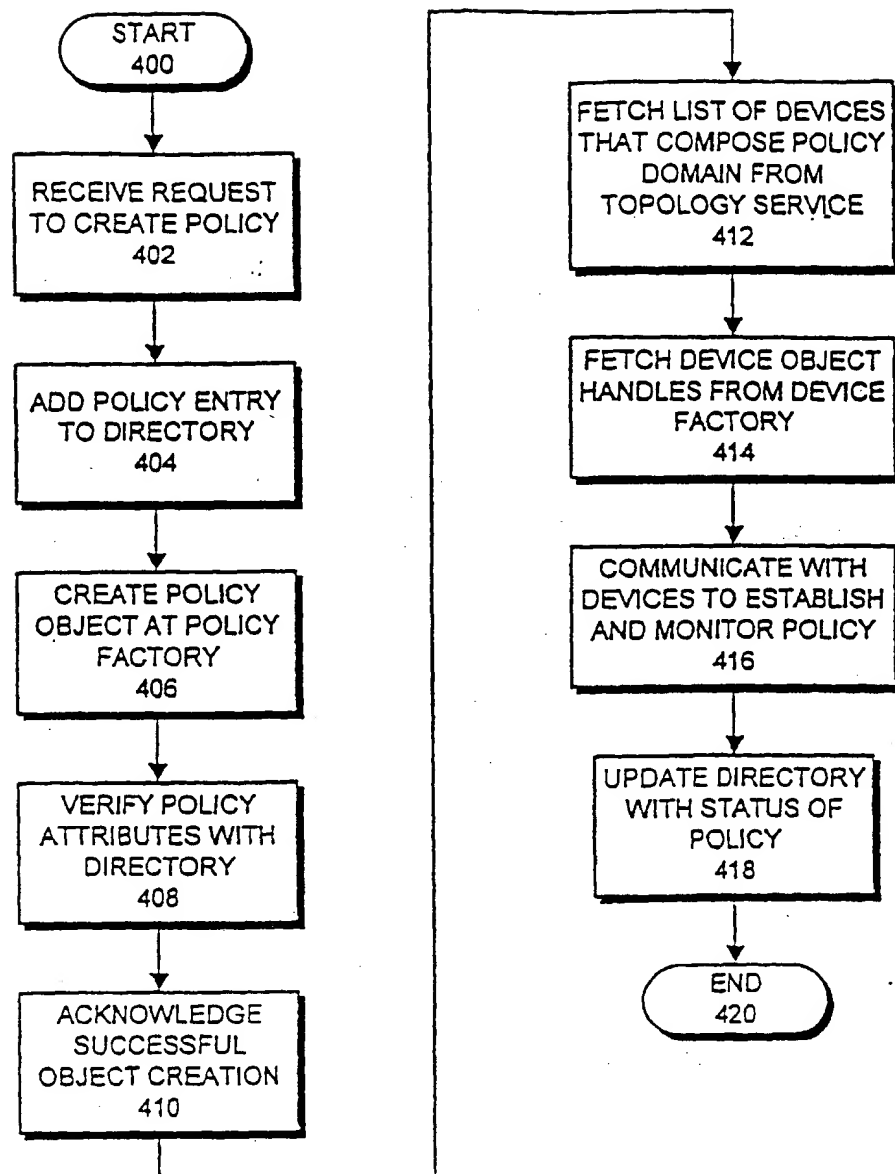 START
400
RECEIVE REQUEST
TO CREATE POLICY
402
ADD POLICY ENTRY
TO DIRECTORY
404
CREATE POLICY
OBJECT AT POLICY
FACTORY
406
VERIFY POLICY
ATTRIBUTES WITH
DIRECTORY
408
ACKNOWLEDGE
SUCCESSFUL
OBJECT CREATION
410
FETCH LIST OF DEVICES
THAT COMPOSE POLICY
DOMAIN FROM
TOPOLOGY SERVICE
412
FETCH DEVICE OBJECT
HANDLES FROM DEVICE
FACTORY
414
COMMUNICATE WITH
DEVICES TO ESTABLISH
AND MONITOR POLICY
416
UPDATE DIRECTORY
WITH STATUS OF
POLICY
418
END
420